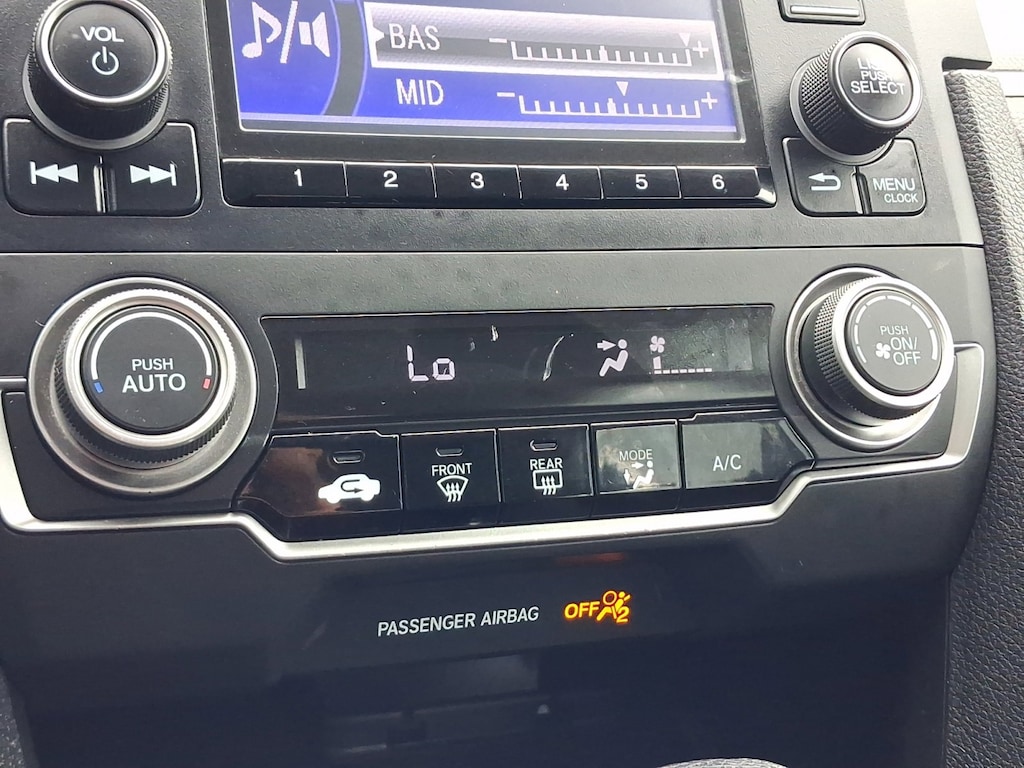 VOL
BAS
MID
LIST
PUSH
SELECT
1 2 3 4 5 6
MENU
CLOCK
PUSH
AUTO
Lo
PUSH
ON/
OFF
FRONT
REAR
MODE
A/C
PASSENGER AIRBAG OFF 2